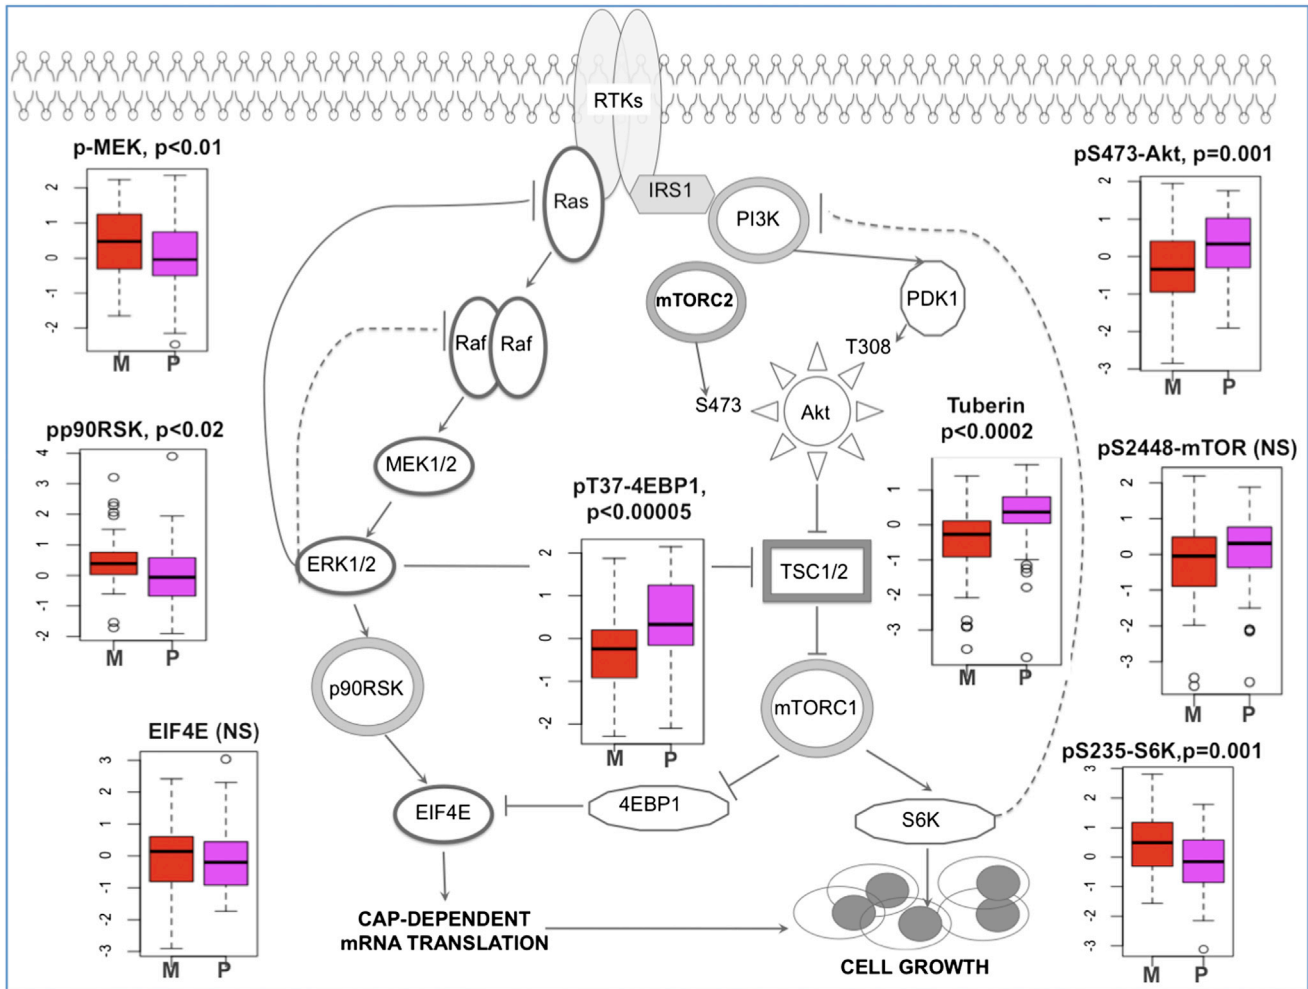 RTKs
p-MEK, p<0.01
2
1
0
-1
-2
M P
Ras
IRS1
PI3K
pS473-Akt, p=0.001
2
1
0
-1
-2
-3
M P
mTORC2
PDK1
Raf Raf
T308
S473
Akt
pp90RSK, p<0.02
4
3
2
1
0
-1
-2
M P
MEK1/2
Tuberin
p<0.0002
1
0
-1
-2
-3
M P
pS2448-mTOR (NS)
2
1
0
-1
-2
-3
M P
pT37-4EBP1,
p<0.00005
2
1
0
-1
-2
M P
ERK1/2
TSC1/2
p90RSK
mTORC1
EIF4E (NS)
3
2
1
0
-1
-2
-3
M P
EIF4E
4EBP1
S6K
pS235-S6K,p=0.001
3
2
1
0
-1
-2
-3
M P
CAP-DEPENDENT
mRNA TRANSLATION
CELL GROWTH